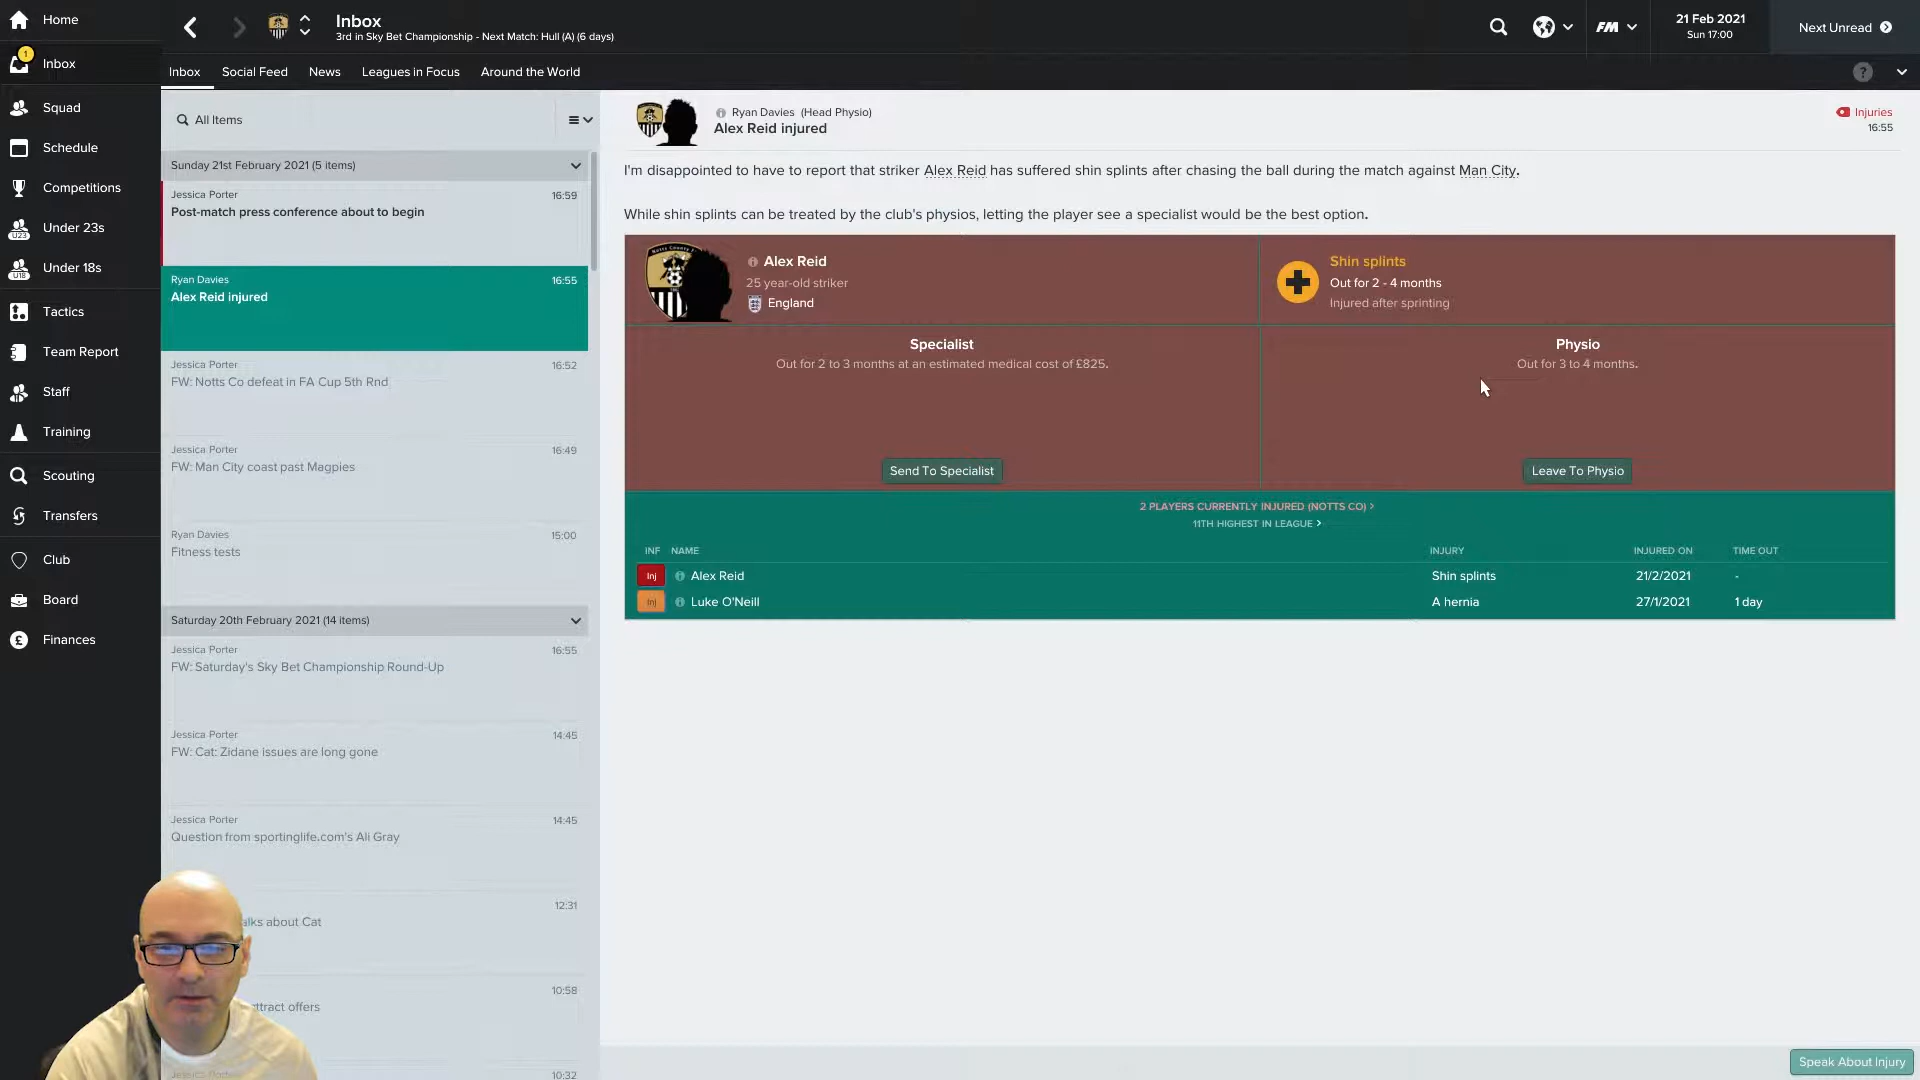 Home
Inbox
3rd in Sky Bet Championship - Next Match: Hull (A) (6 days)
FM
21 Feb 2021
Sun 17:00
Next Unread
1
Inbox
Squad
Schedule
Competitions
U23
Under 23s
U18
Under 18s
Tactics
Team Report
Staff
Training
Scouting
Transfers
Club
Board
£ Finances
Inbox
Social Feed
News
Leagues in Focus
Around the World
?
All Items
Sunday 21st February 2021 (5 items)
Jessica Porter 16:59
Post-match press conference about to begin
Ryan Davies 16:55
Alex Reid injured
Jessica Porter 16:52
FW: Notts Co defeat in FA Cup 5th Rnd
Jessica Porter 16:49
FW: Man City coast past Magpies
Ryan Davies 15:00
Fitness tests
Saturday 20th February 2021 (14 items)
Jessica Porter 16:55
FW: Saturday's Sky Bet Championship Round-Up
Jessica Porter 14:45
FW: Cat: Zidane issues are long gone
Jessica Porter 14:45
Question from sportinglife.com's Ali Gray
12:31
alks about Cat
10:58
ttract offers
10:32
Ryan Davies (Head Physio)
Alex Reid injured
Injuries
16:55
I'm disappointed to have to report that striker Alex Reid has suffered shin splints after chasing the ball during the match against Man City.
While shin splints can be treated by the club's physios, letting the player see a specialist would be the best option.
Alex Reid
25 year-old striker
England
Shin splints
Out for 2 - 4 months
Injured after sprinting
Specialist
Out for 2 to 3 months at an estimated medical cost of £825.
Send To Specialist
Physio
Out for 3 to 4 months.
Leave To Physio
2 PLAYERS CURRENTLY INJURED (NOTTS CO) >
11TH HIGHEST IN LEAGUE >
INF NAME INJURY INJURED ON TIME OUT
Inj Alex Reid Shin splints 21/2/2021 -
Inj Luke O'Neill A hernia 27/1/2021 1 day
Speak About Injury